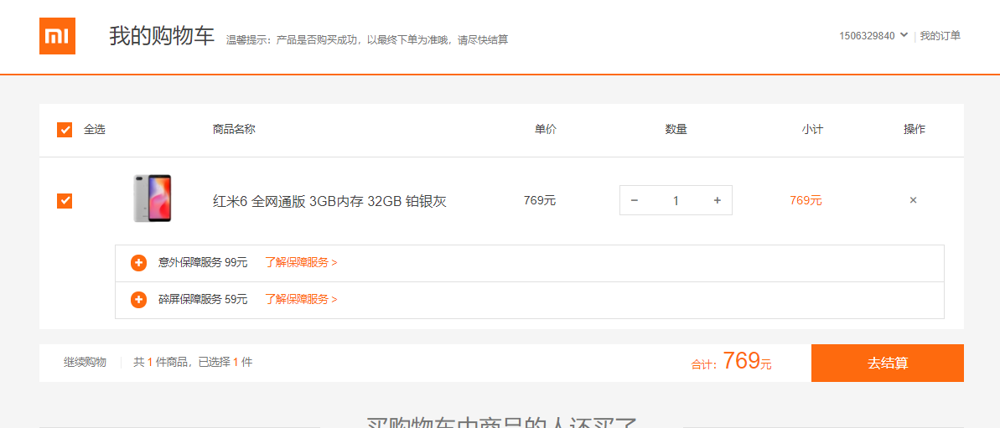 我的购物车 温馨提示：产品是否购买成功，以最终下单为准哦，请尽快结算 1506329840 | 我的订单
全选 商品名称 单价 数量 小计 操作
红米6 全网通版 3GB内存 32GB 铂银灰 769元 − 1 + 769元 ×
意外保障服务 99元 了解保障服务 >
碎屏保障服务 59元 了解保障服务 >
继续购物 | 共 1 件商品，已选择 1 件 合计：769元 去结算
买购物车中商品的人还买了